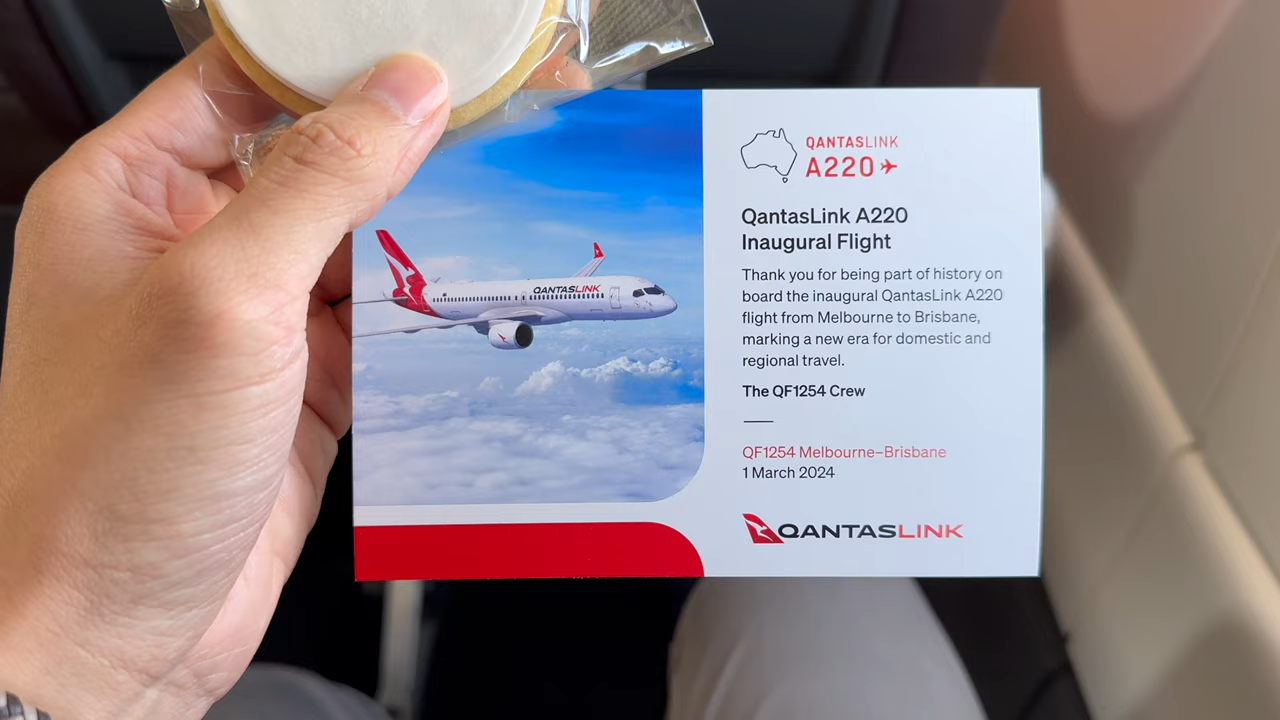 QANTASLINK
QANTASLINK
A220
QantasLink A220
Inaugural Flight
Thank you for being part of history on
board the inaugural QantasLink A220
flight from Melbourne to Brisbane,
marking a new era for domestic and
regional travel.
The QF1254 Crew
QF1254 Melbourne–Brisbane
1 March 2024
QANTASLINK